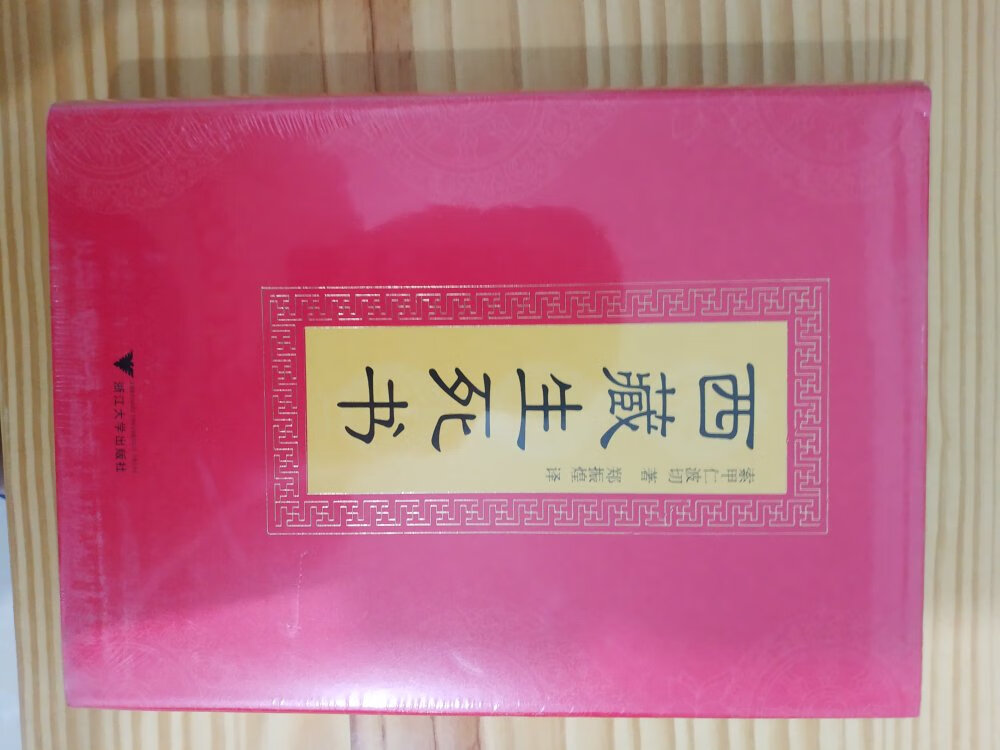 西藏生死书
索甲仁波切 著 郑振煌 译
浙江大学出版社